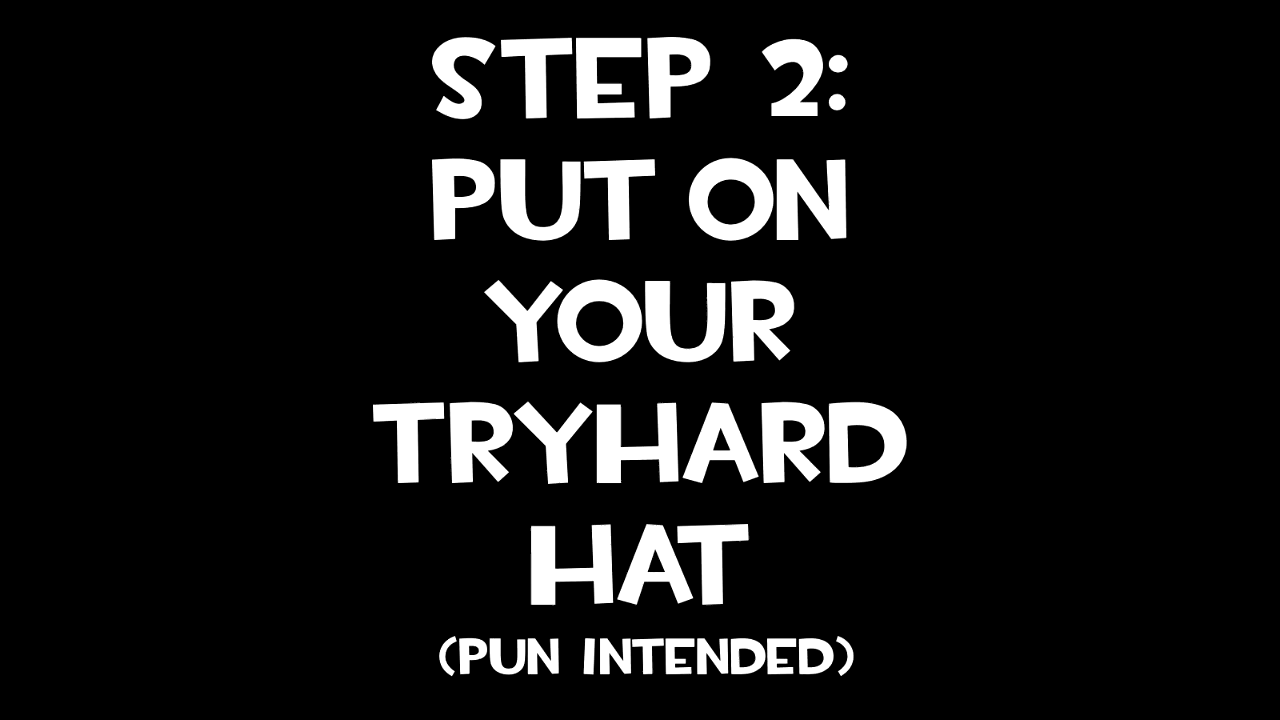 STEP 2:
PUT ON
YOUR
TRYHARD
HAT
(PUN INTENDED)